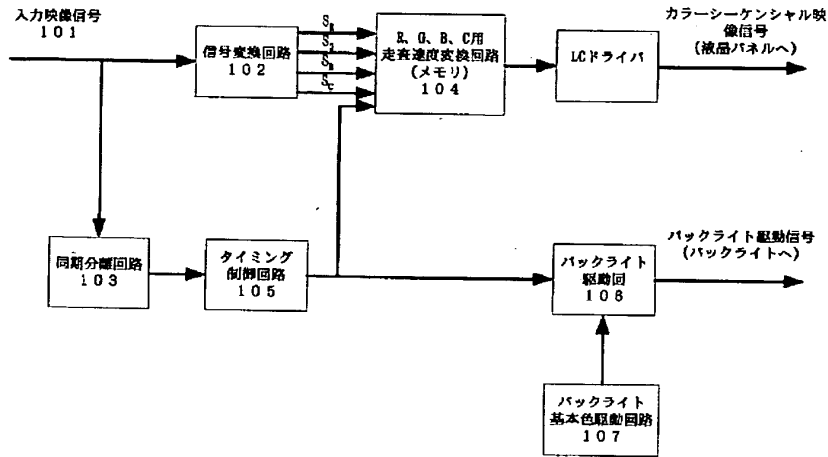 入力映像信号
101
信号変換回路
102
S_R
S_G
S_B
S_C
R、G、B、C用
走査速度変換回路
(メモリ)
104
LCドライバ
カラーシーケンシャル映
像信号
(液晶パネルへ)
同期分離回路
103
タイミング
制御回路
105
バックライト
駆動回
108
バックライト駆動信号
(バックライトへ)
バックライト
基本色駆動回路
107